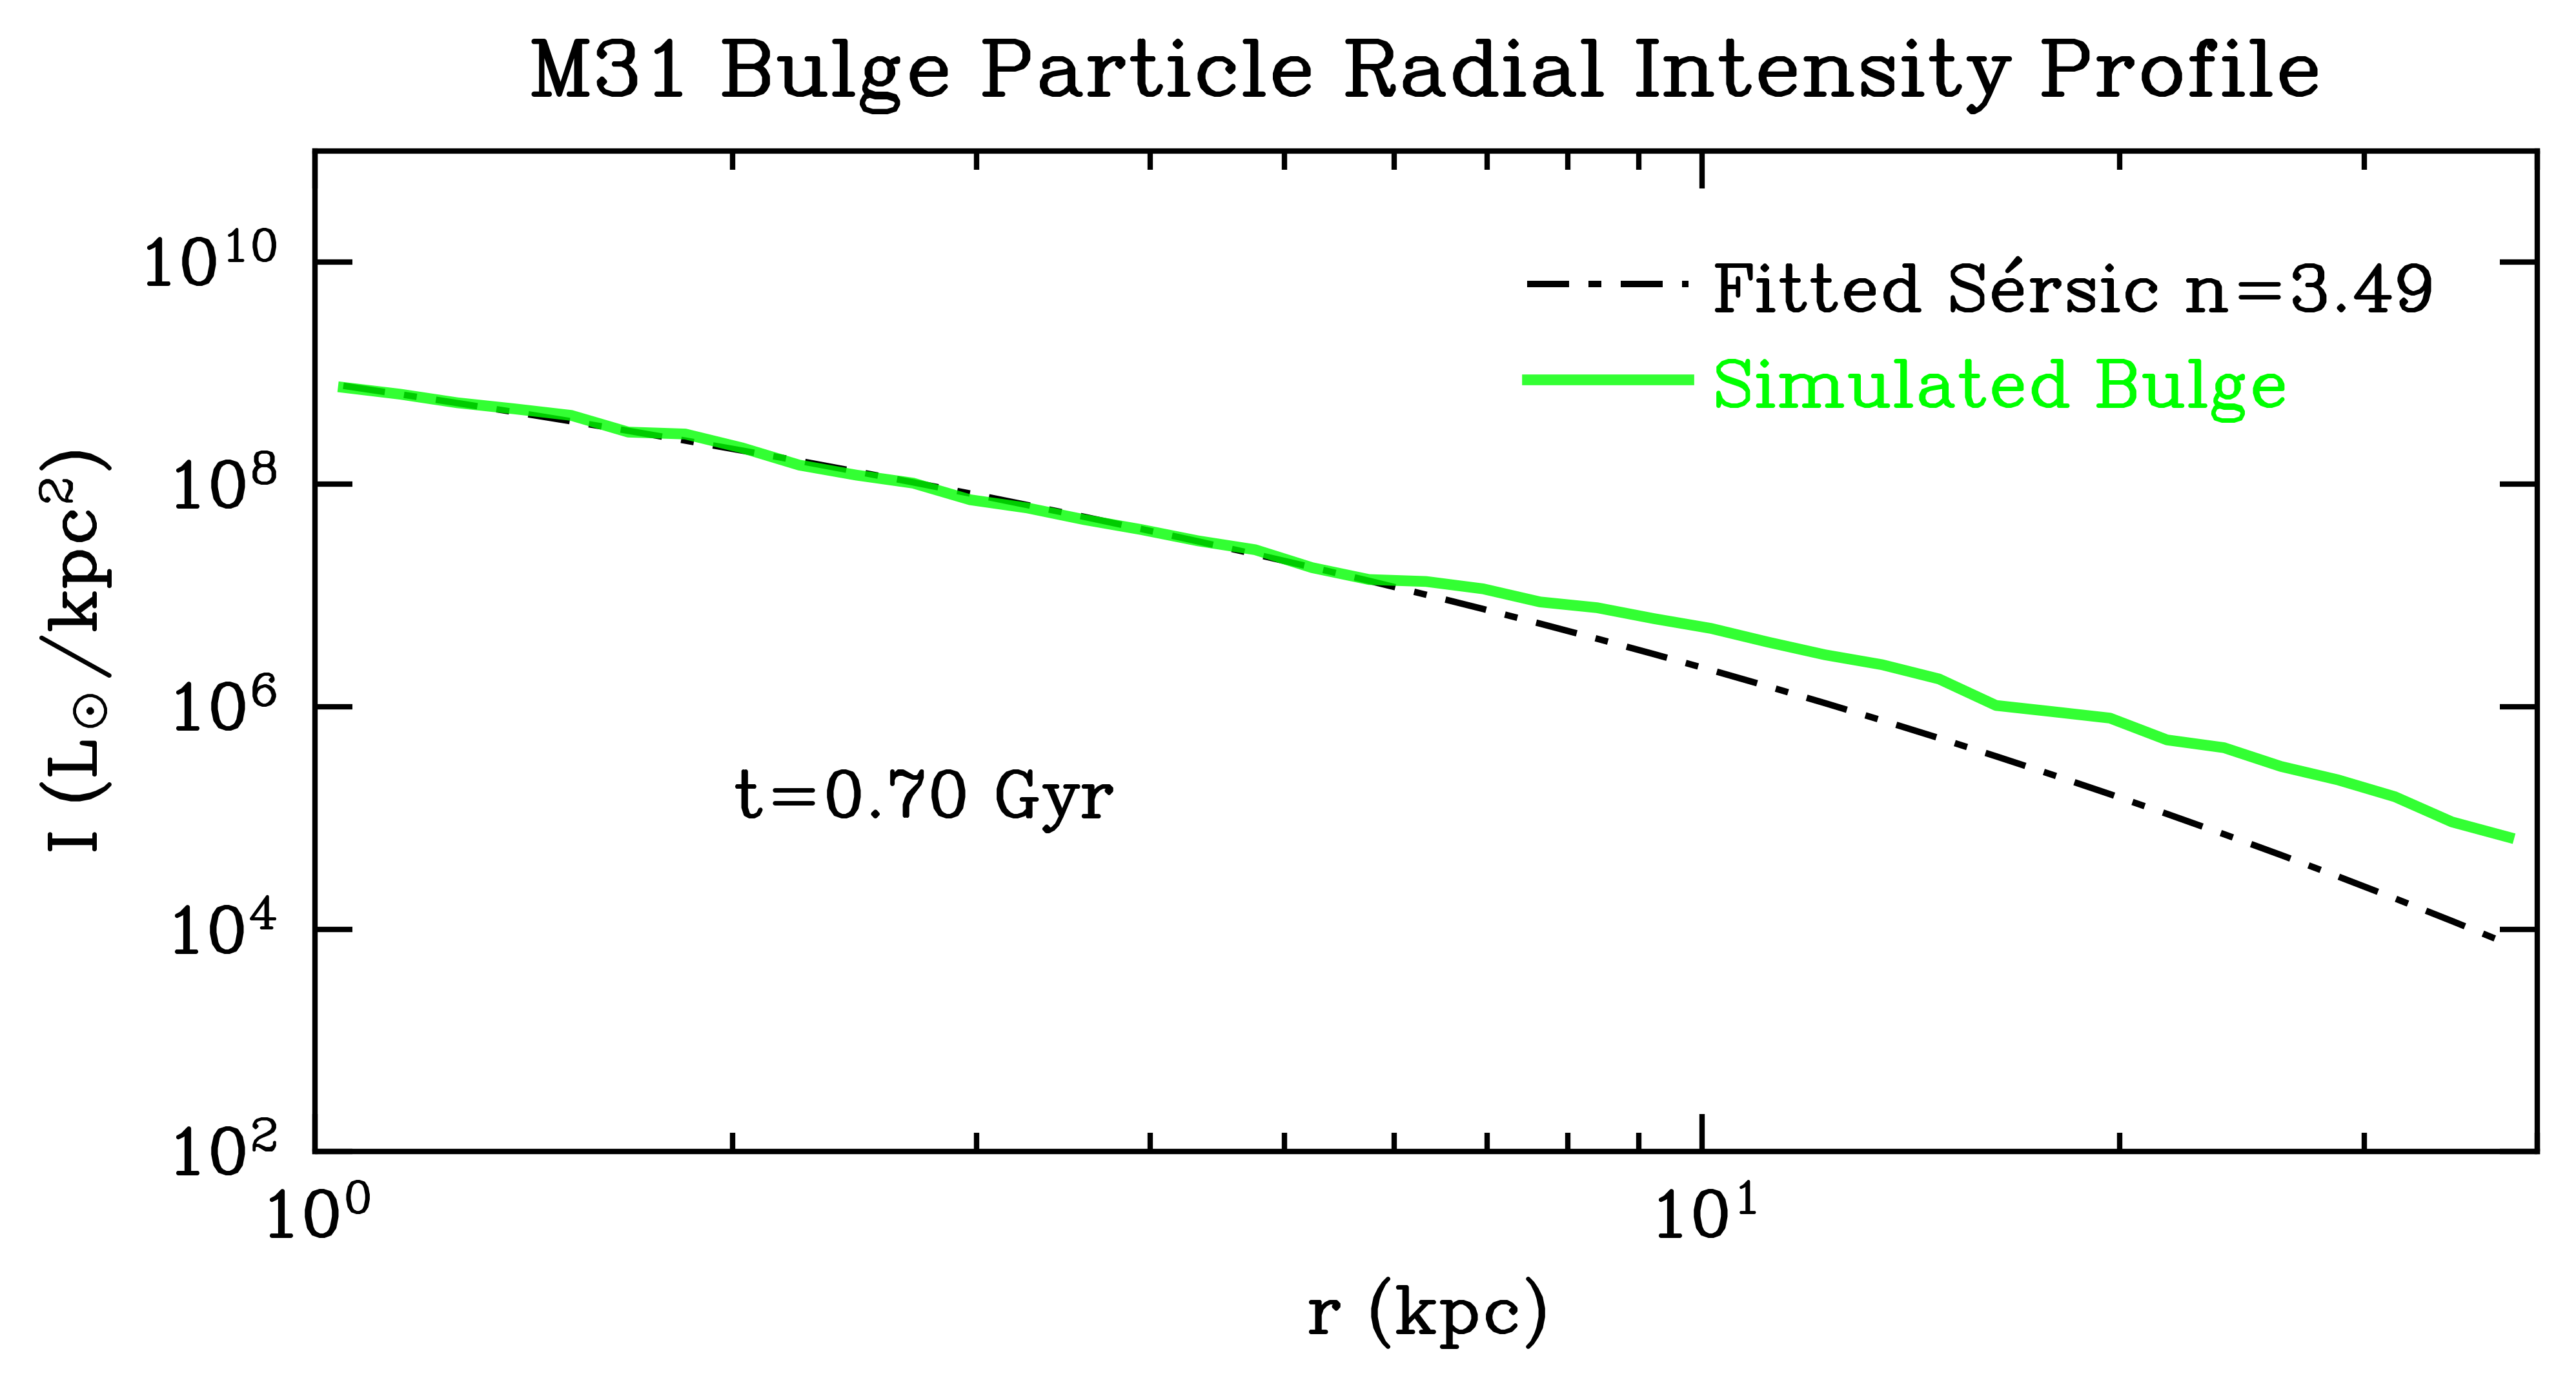 M31 Bulge Particle Radial Intensity Profile
10¹⁰
10⁸
10⁶
10⁴
10²
I (L⊙/kpc²)
Fitted Sérsic n=3.49
Simulated Bulge
t=0.70 Gyr
10⁰
10¹
r (kpc)